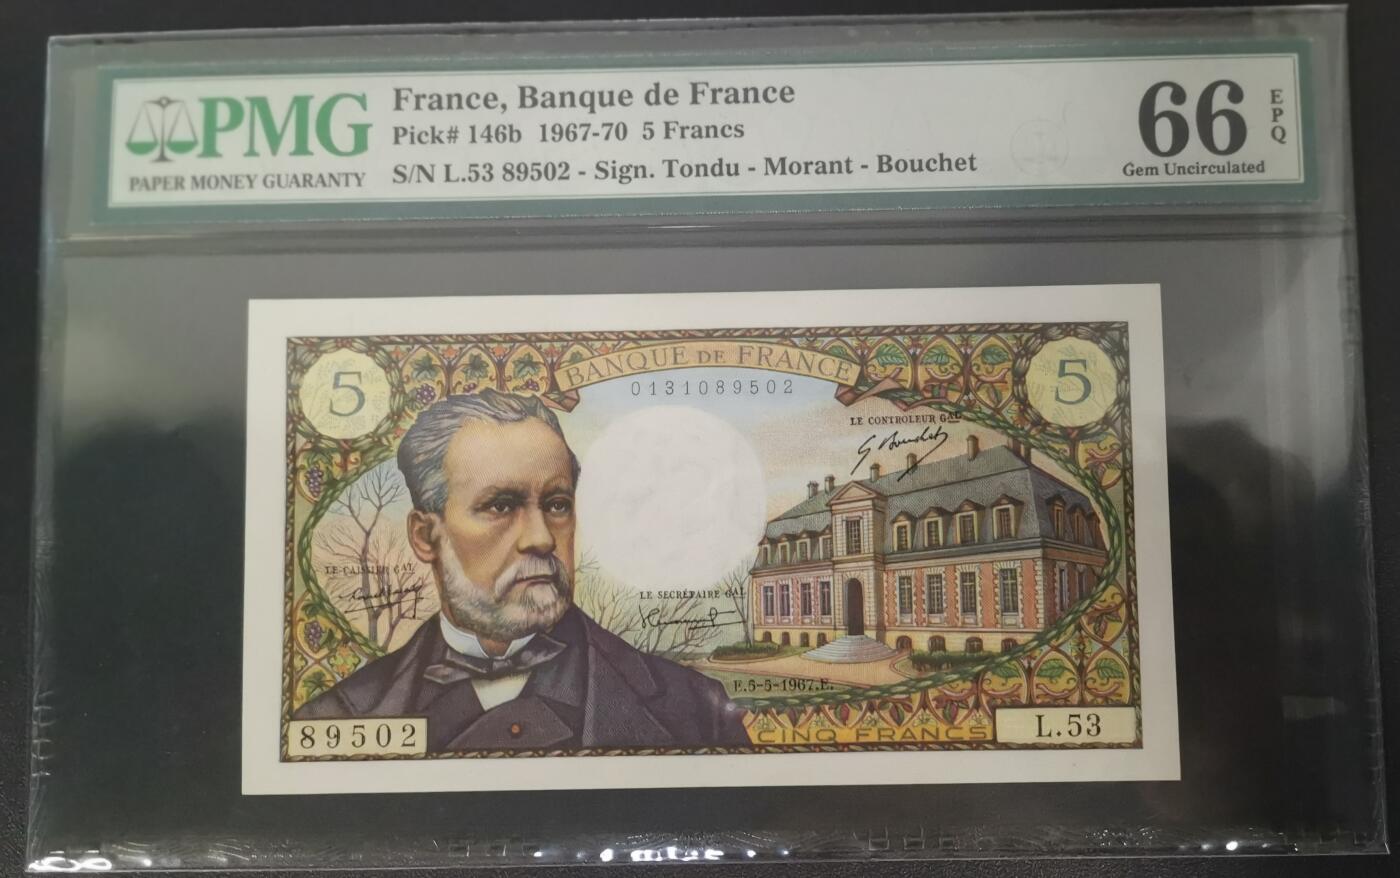 PMG
PAPER MONEY GUARANTY
France, Banque de France
Pick# 146b 1967-70 5 Francs
S/N L.53 89502 - Sign. Tondu - Morant - Bouchet
66
EPQ
Gem Uncirculated
BANQUE DE FRANCE
5
5
0131089502
LE CONTROLEUR GAL
G Bouchet
LE CAISSIER GAL
LE SECRÉTAIRE GAL
E.5-5-1967.E.
89502
CINQ FRANCS
L.53